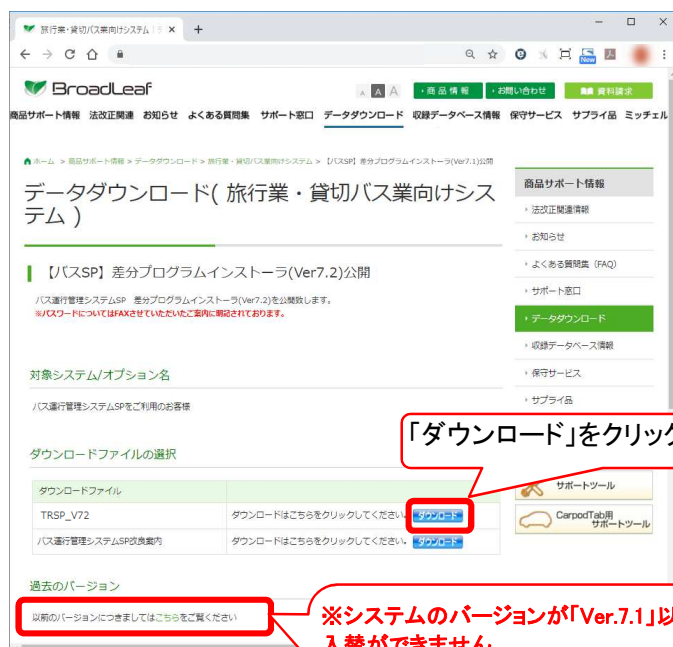 旅行業・貸切バス業向けシステム
BroadLeaf
A A A
・商品情報
・お問い合わせ
資料請求
商品サポート情報 法改正関連 お知らせ よくある質問集 サポート窓口 データダウンロード 収録データベース情報 保守サービス サプライ品 ミッチェル
ホーム > 商品サポート情報 > データダウンロード > 旅行業・貸切バス業向けシステム > 【バスSP】差分プログラムインストーラ(Ver7.1)公開
データダウンロード( 旅行業・貸切バス業向けシス
テム )
【バスSP】差分プログラムインストーラ(Ver7.2)公開
バス運行管理システムSP 差分プログラムインストーラ(Ver7.2)を公開致します。
※パスワードについてはFAXさせていただいたご案内に明記されております。
対象システム/オプション名
バス運行管理システムSPをご利用のお客様
ダウンロードファイルの選択
ダウンロードファイル
TRSP_V72 ダウンロードはこちらをクリックしてください。 ダウンロード
バス運行管理システムSP改良案内 ダウンロードはこちらをクリックしてください。 ダウンロード
過去のバージョン
以前のバージョンにつきましてはこちらをご覧ください
商品サポート情報
法改正関連情報
お知らせ
よくある質問集（FAQ）
サポート窓口
データダウンロード
収録データベース情報
保守サービス
サプライ品
「ダウンロード」をクリック
サポートツール
CarpodTab用
サポートツール
※システムのバージョンが「Ver.7.1」以
入替ができません